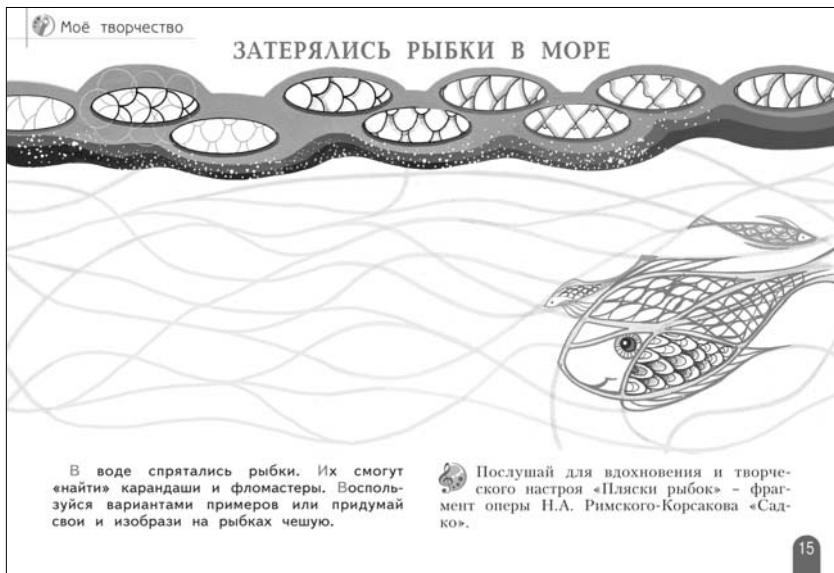 Моё творчество
ЗАТЕРЯЛИСЬ РЫБКИ В МОРЕ
В воде спрятались рыбки. Их смогут
«найти» карандаши и фломастеры. Восполь-
зуйся вариантами примеров или придумай
свои и изобрази на рыбках чешую.
Послушай для вдохновения и творче-
ского настроя «Пляски рыбок» – фраг-
мент оперы Н.А. Римского-Корсакова «Сад-
ко».
15